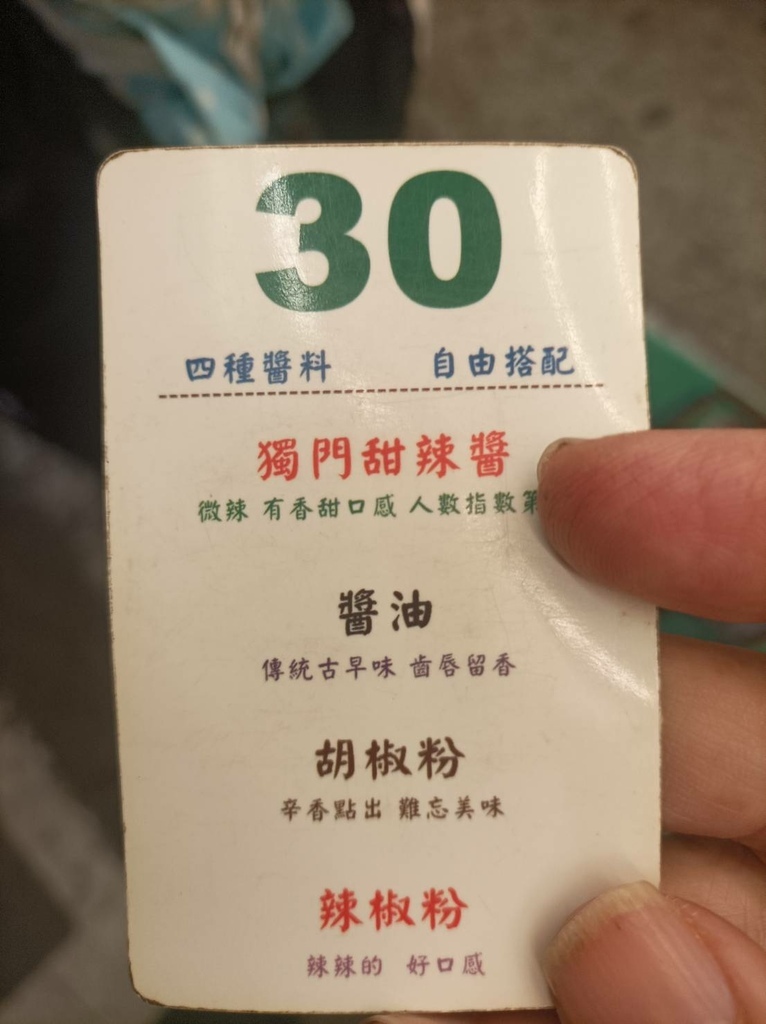 30
四種醬料 自由搭配
獨門甜辣醬
微辣 有香甜口感 人數指數第
醬油
傳統古早味 齒唇留香
胡椒粉
辛香點出 難忘美味
辣椒粉
辣辣的 好口感